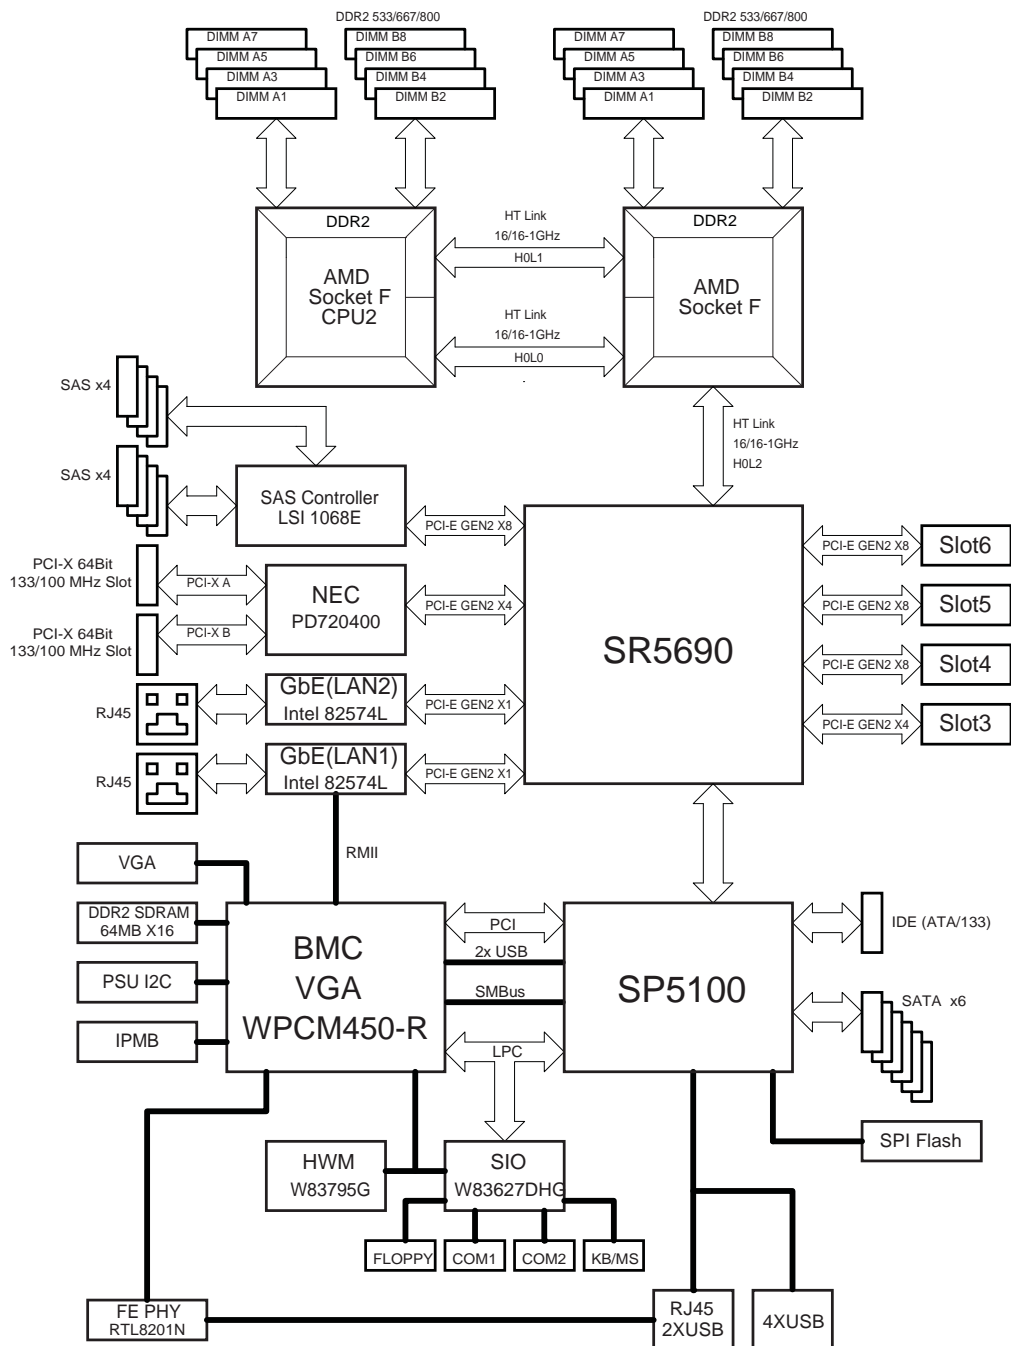 DDR2 533/667/800
DDR2 533/667/800
DIMM A7
DIMM A5
DIMM A3
DIMM A1
DIMM B8
DIMM B6
DIMM B4
DIMM B2
DIMM A7
DIMM A5
DIMM A3
DIMM A1
DIMM B8
DIMM B6
DIMM B4
DIMM B2
DDR2
AMD
Socket F
CPU2
HT Link
16/16-1GHz
H0L1
HT Link
16/16-1GHz
H0L0
DDR2
AMD
Socket F
HT Link
16/16-1GHz
H0L2
SAS x4
SAS x4
SAS Controller
LSI 1068E
PCI-E GEN2 X8
PCI-X 64Bit
133/100 MHz Slot
PCI-X A
PCI-X 64Bit
133/100 MHz Slot
PCI-X B
NEC
PD720400
PCI-E GEN2 X4
RJ45
GbE(LAN2)
Intel 82574L
PCI-E GEN2 X1
RJ45
GbE(LAN1)
Intel 82574L
PCI-E GEN2 X1
SR5690
PCI-E GEN2 X8
Slot6
PCI-E GEN2 X8
Slot5
PCI-E GEN2 X8
Slot4
PCI-E GEN2 X4
Slot3
RMII
VGA
DDR2 SDRAM
64MB X16
PSU I2C
IPMB
BMC
VGA
WPCM450-R
PCI
2x USB
SMBus
LPC
SP5100
IDE (ATA/133)
SATA x6
SPI Flash
HWM
W83795G
SIO
W83627DHG
FLOPPY
COM1
COM2
KB/MS
FE PHY
RTL8201N
RJ45
2XUSB
4XUSB